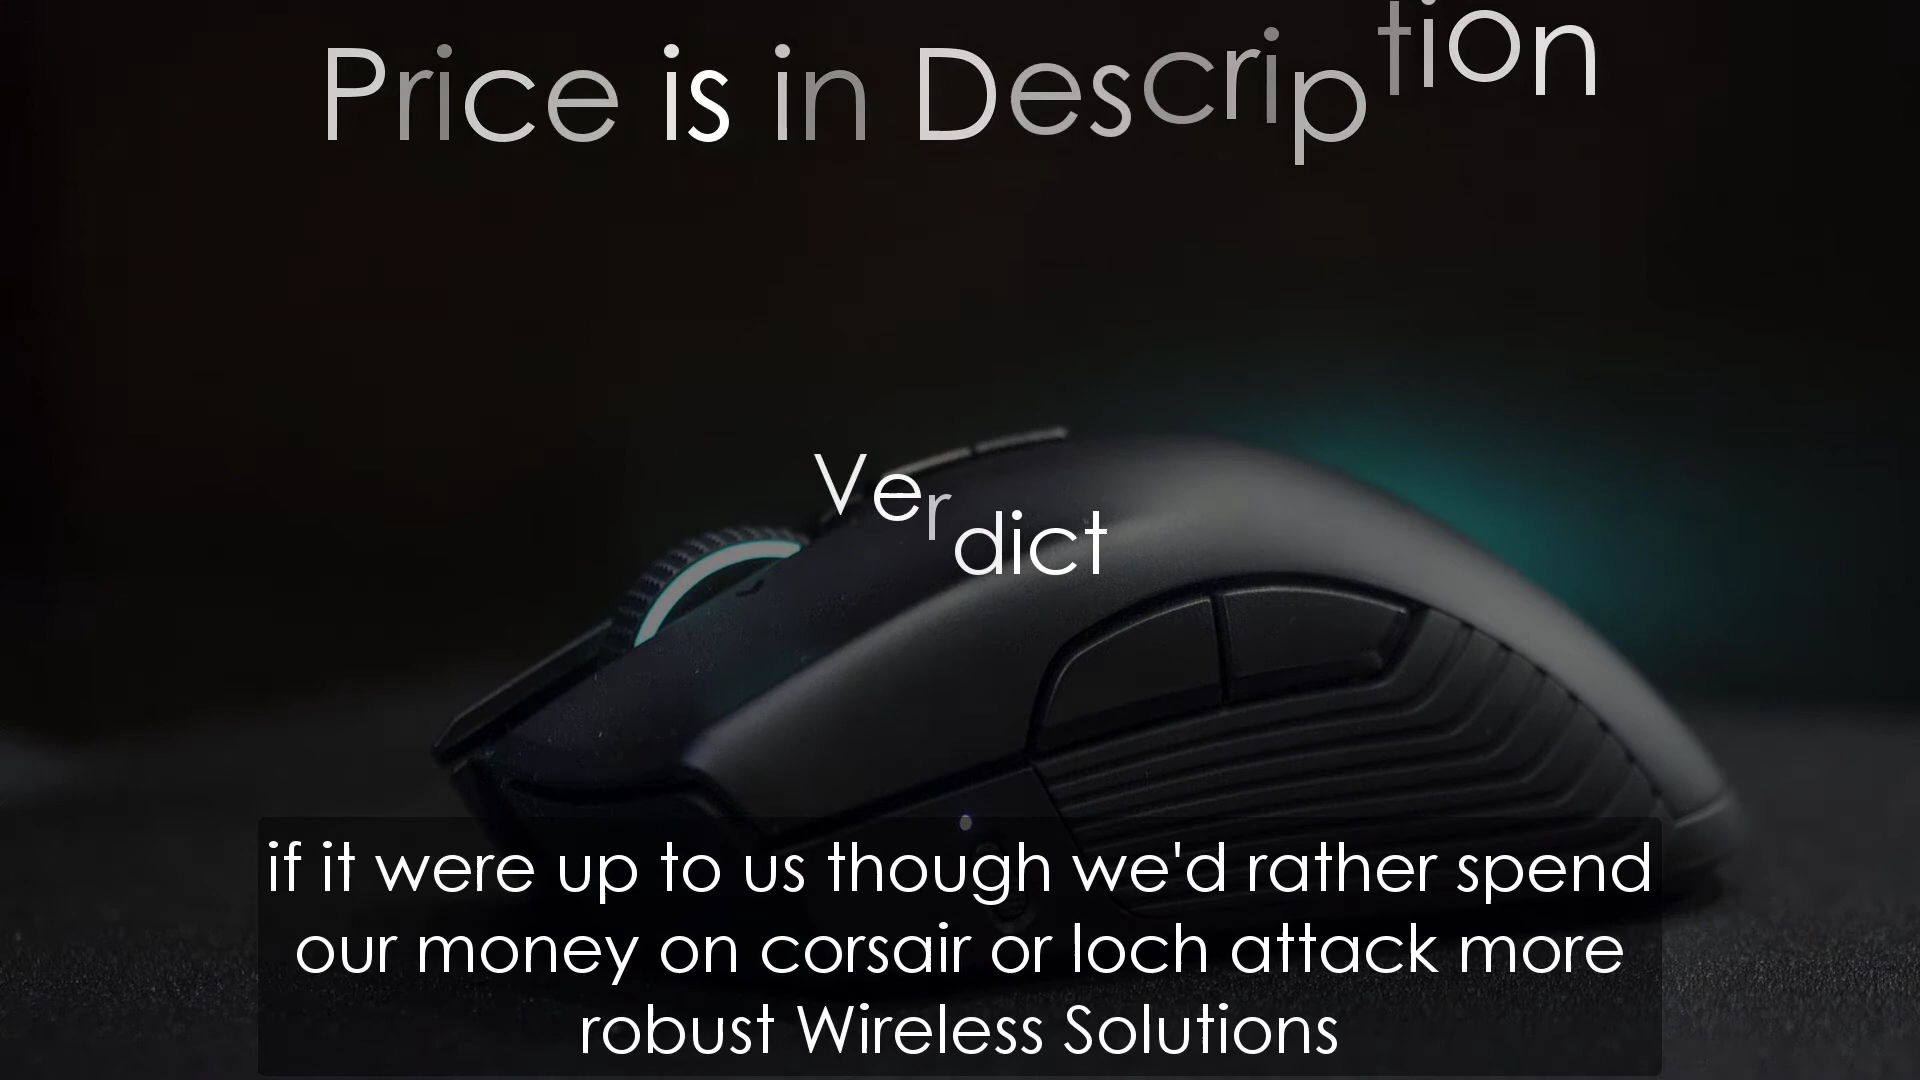 Price is in Description
Verdict
if it were up to us though we'd rather spend
our money on corsair or loch attack more
robust Wireless Solutions